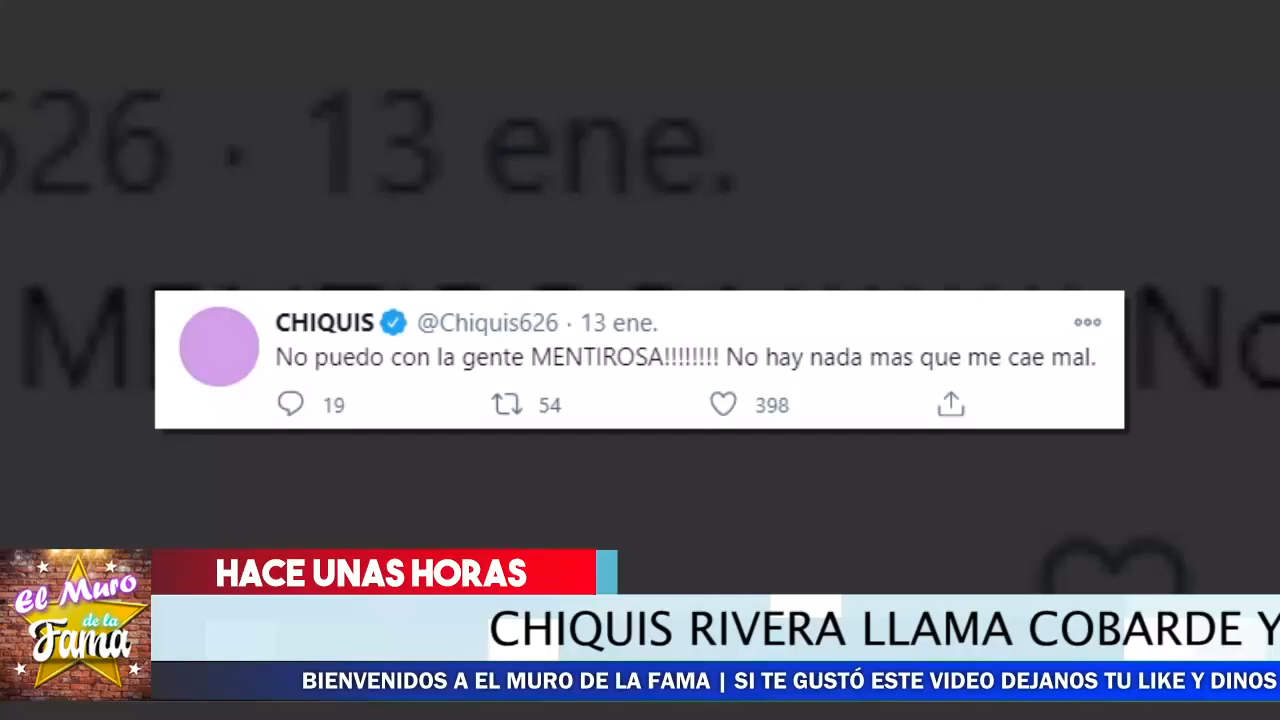 626 · 13 ene.
No
CHIQUIS @Chiquis626 · 13 ene.
No puedo con la gente MENTIROSA!!!!!!!! No hay nada mas que me cae mal.
19 54 398
HACE UNAS HORAS
El Muro
de la
Fama
CHIQUIS RIVERA LLAMA COBARDE Y
BIENVENIDOS A EL MURO DE LA FAMA | SI TE GUSTÓ ESTE VIDEO DEJANOS TU LIKE Y DINOS